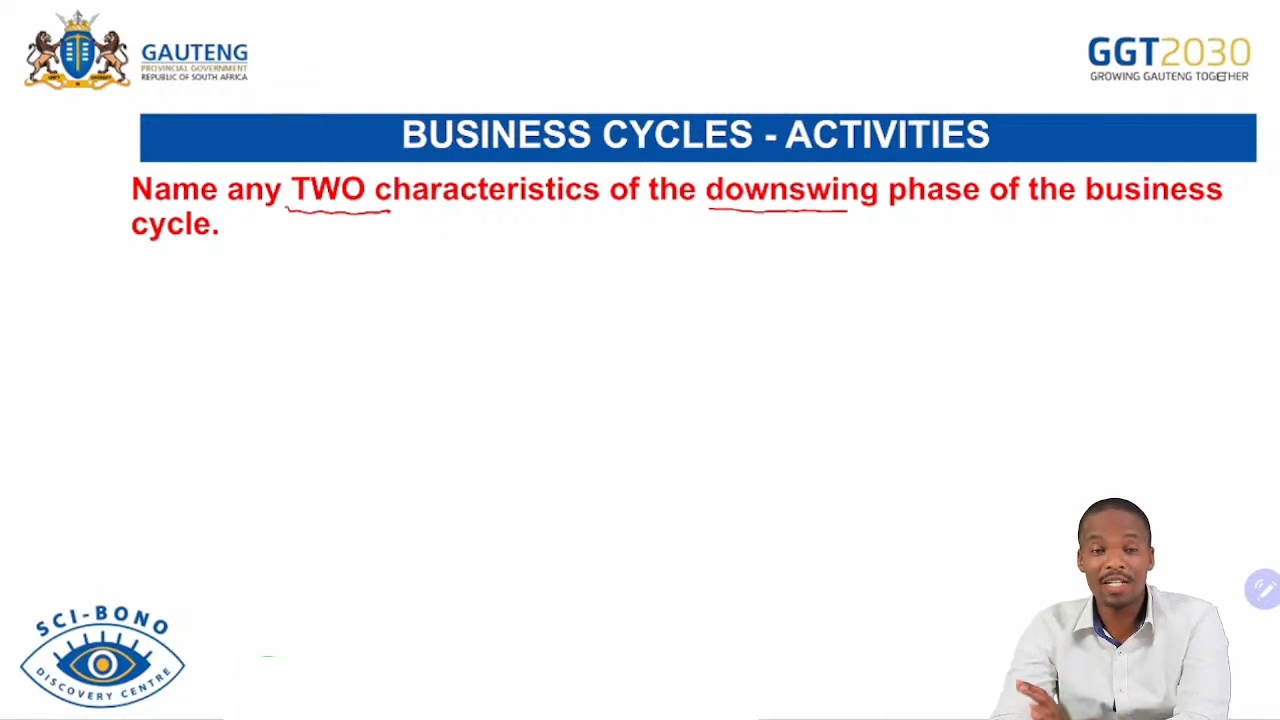 GAUTENG
PROVINCIAL GOVERNMENT
REPUBLIC OF SOUTH AFRICA
GGT2030
GROWING GAUTENG TOGETHER
BUSINESS CYCLES - ACTIVITIES
Name any TWO characteristics of the downswing phase of the business
cycle.
SCI-BONO
DISCOVERY CENTRE